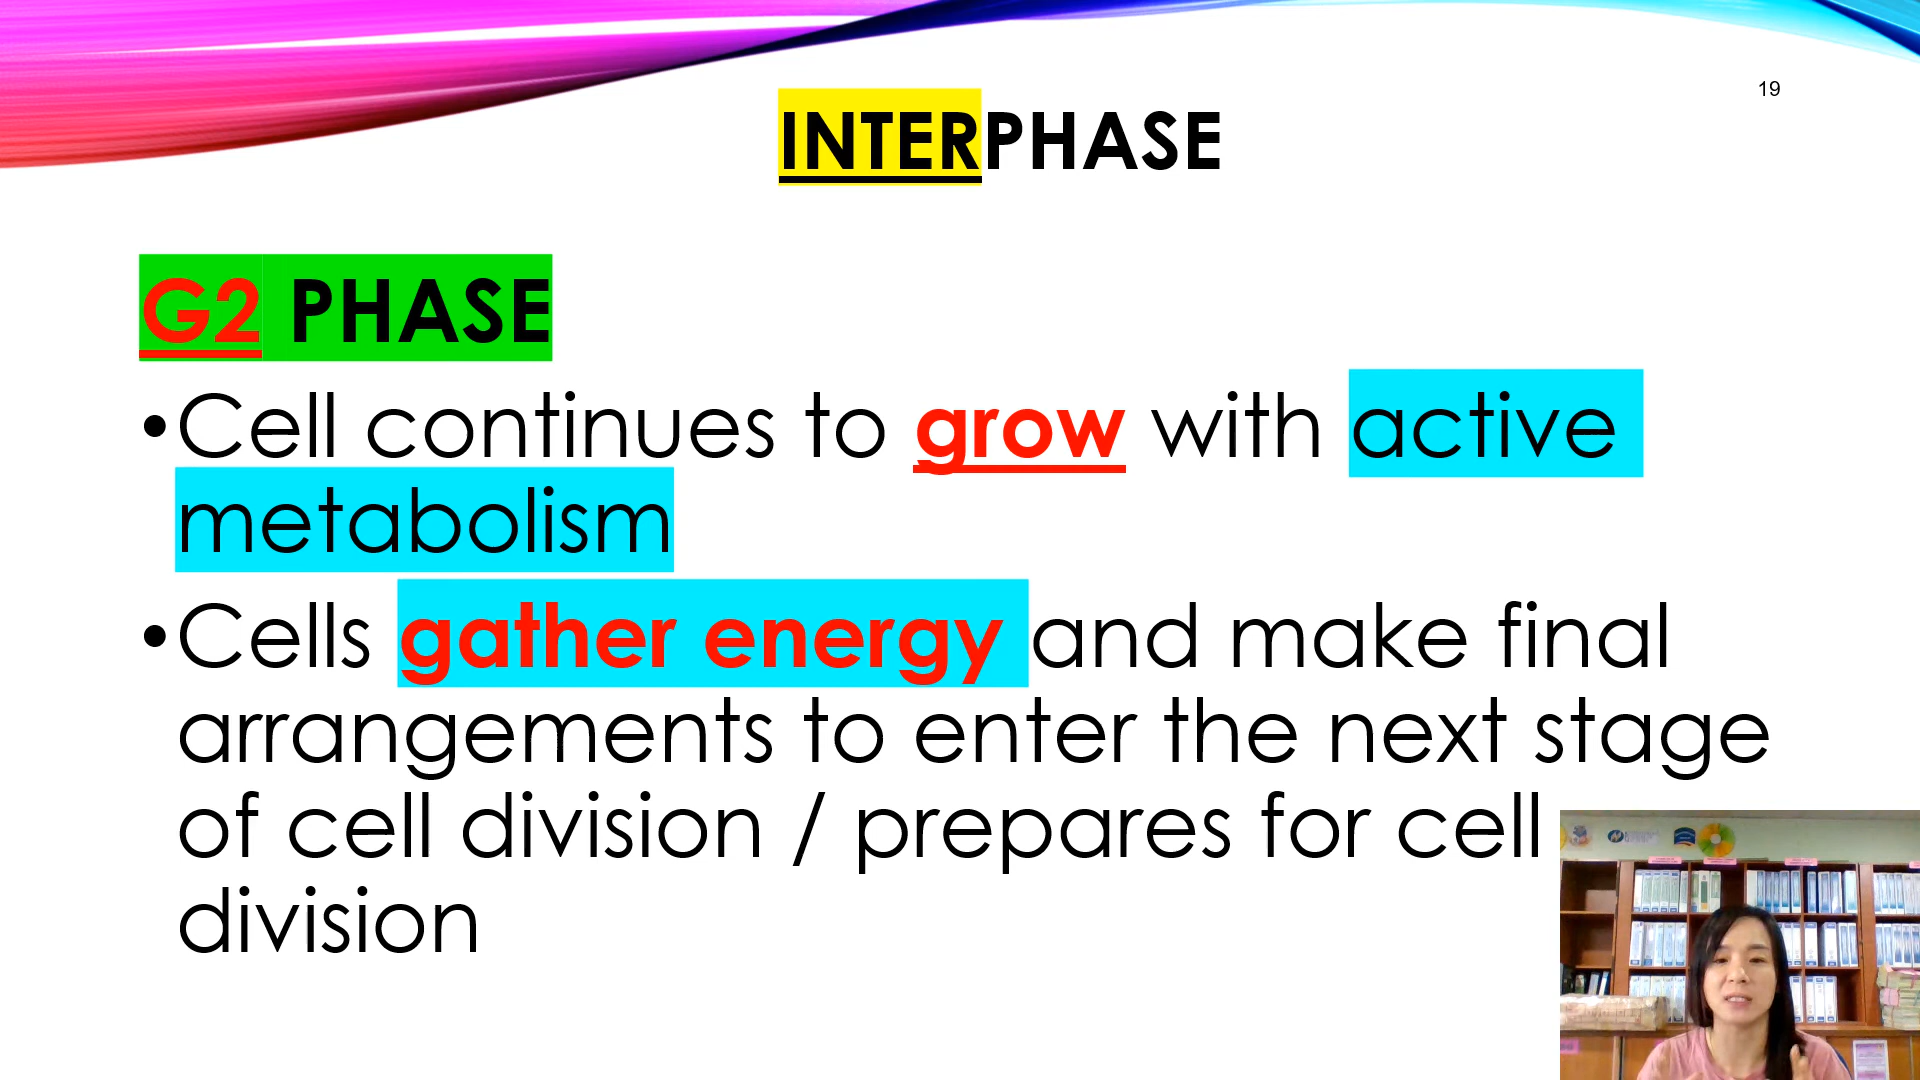 19
INTERPHASE
G2 PHASE
•Cell continues to grow with active
metabolism
•Cells gather energy and make final
arrangements to enter the next stage
of cell division / prepares for cell
division